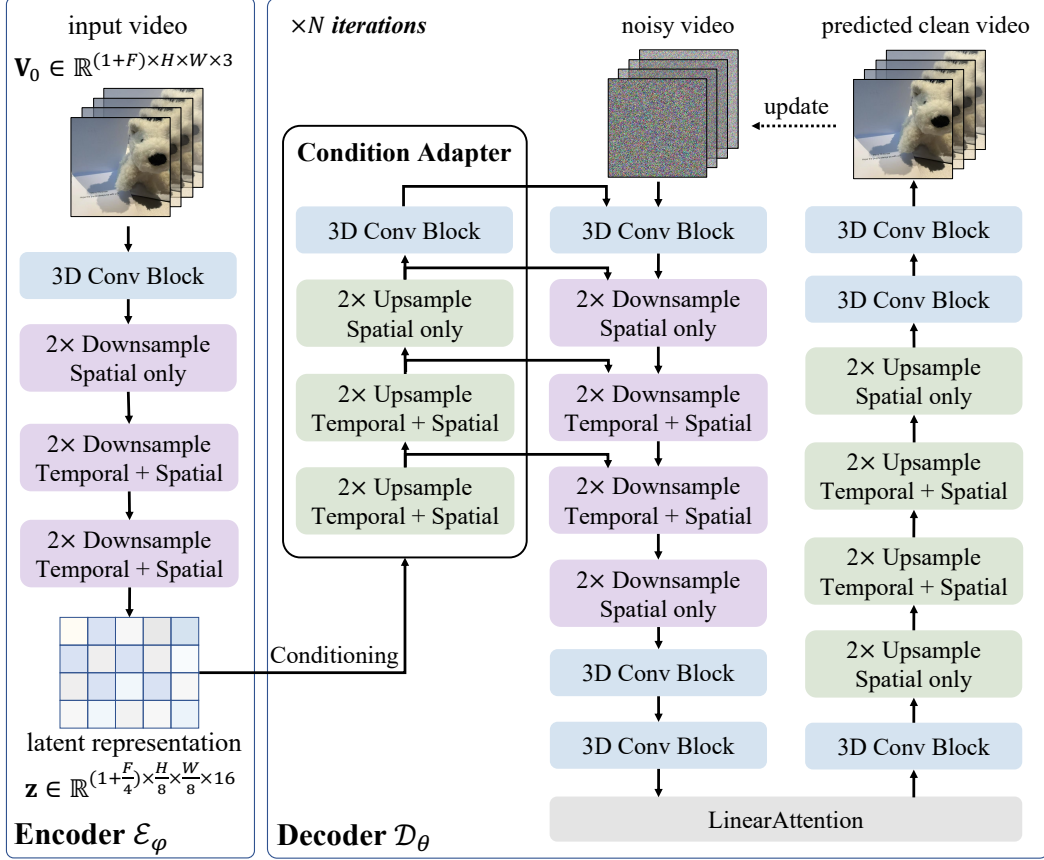 input video
V₀ ∈ ℝ^{(1+F)×H×W×3}
3D Conv Block
2× Downsample
Spatial only
2× Downsample
Temporal + Spatial
2× Downsample
Temporal + Spatial
latent representation
z ∈ ℝ^{(1+\frac{F}{4})×\frac{H}{8}×\frac{W}{8}×16}
Encoder ℰ_φ
×N iterations
Condition Adapter
3D Conv Block
2× Upsample
Spatial only
2× Upsample
Temporal + Spatial
2× Upsample
Temporal + Spatial
Conditioning
Decoder 𝒟_θ
noisy video
3D Conv Block
2× Downsample
Spatial only
2× Downsample
Temporal + Spatial
2× Downsample
Temporal + Spatial
2× Downsample
Spatial only
3D Conv Block
3D Conv Block
LinearAttention
predicted clean video
update
3D Conv Block
3D Conv Block
2× Upsample
Spatial only
2× Upsample
Temporal + Spatial
2× Upsample
Temporal + Spatial
2× Upsample
Spatial only
3D Conv Block